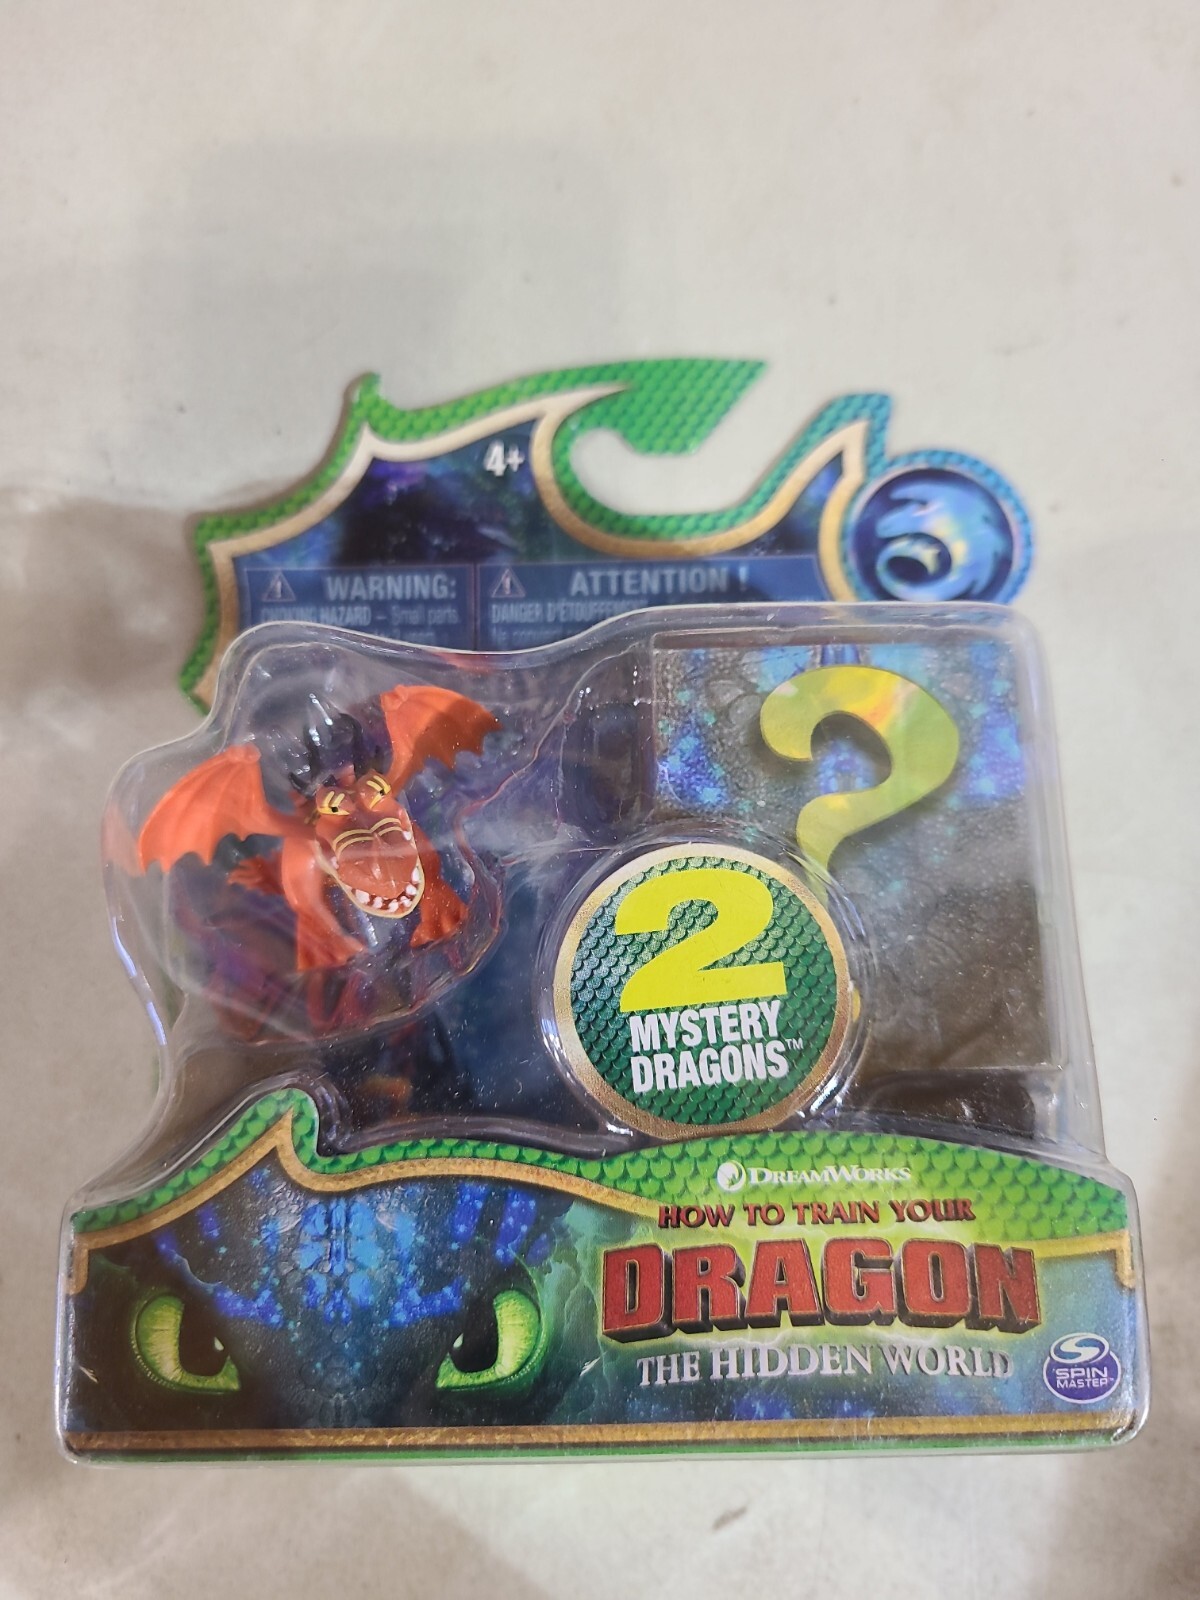 4+
WARNING:
CHOKING HAZARD – Small parts
ATTENTION !
DANGER D'ÉTOUFFEMENT
2
MYSTERY
DRAGONS™
DREAMWORKS
HOW TO TRAIN YOUR
DRAGON
THE HIDDEN WORLD
SPIN
MASTER™